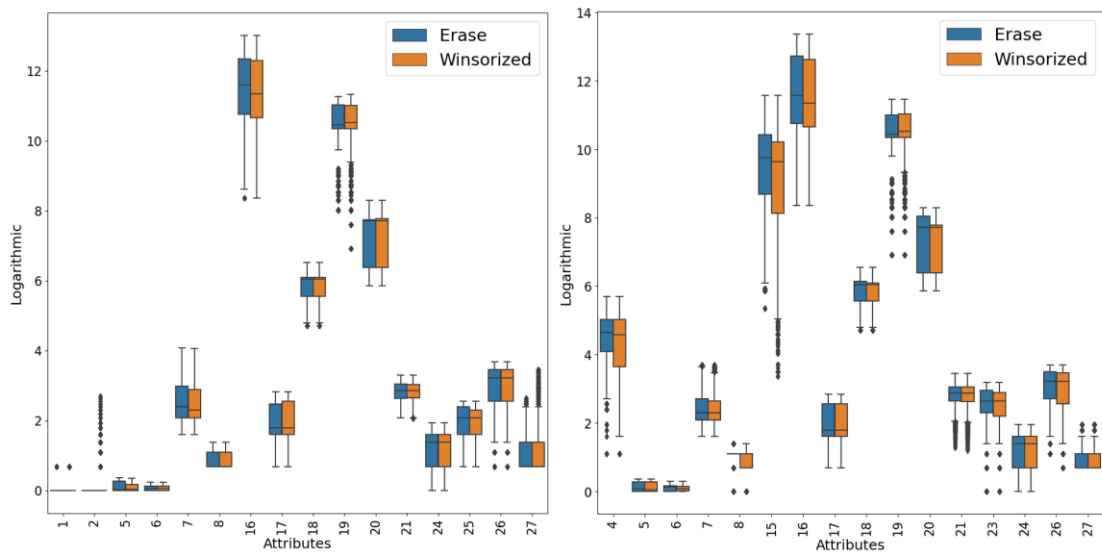 Erase
Winsorized
Logarithmic
12
10
8
6
4
2
0
1 2 5 6 7 8 16 17 18 19 20 21 24 25 26 27
Attributes
Erase
Winsorized
Logarithmic
14
12
10
8
6
4
2
0
4 5 6 7 8 15 16 17 18 19 20 21 23 24 26 27
Attributes